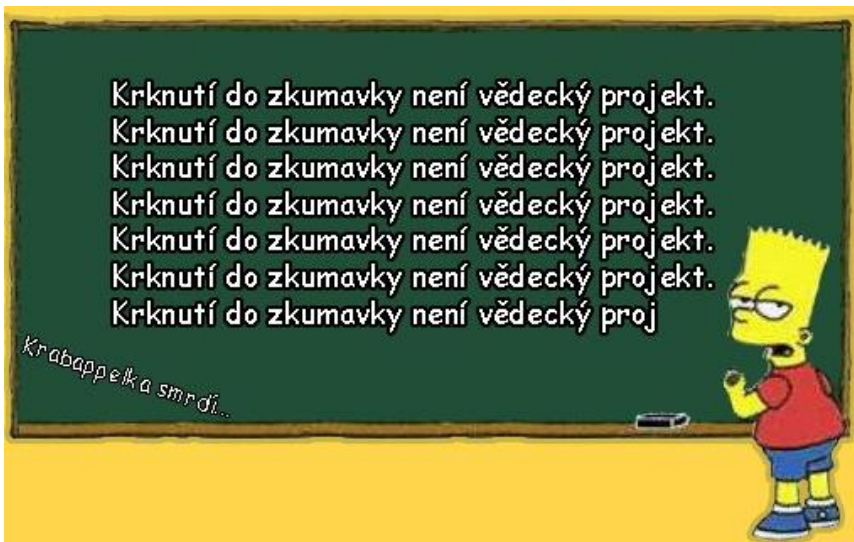 Krknutí do zkumavky není vědecký projekt.
Krknutí do zkumavky není vědecký projekt.
Krknutí do zkumavky není vědecký projekt.
Krknutí do zkumavky není vědecký projekt.
Krknutí do zkumavky není vědecký projekt.
Krknutí do zkumavky není vědecký projekt.
Krknutí do zkumavky není vědecký proj
Krabappelka smrdí...